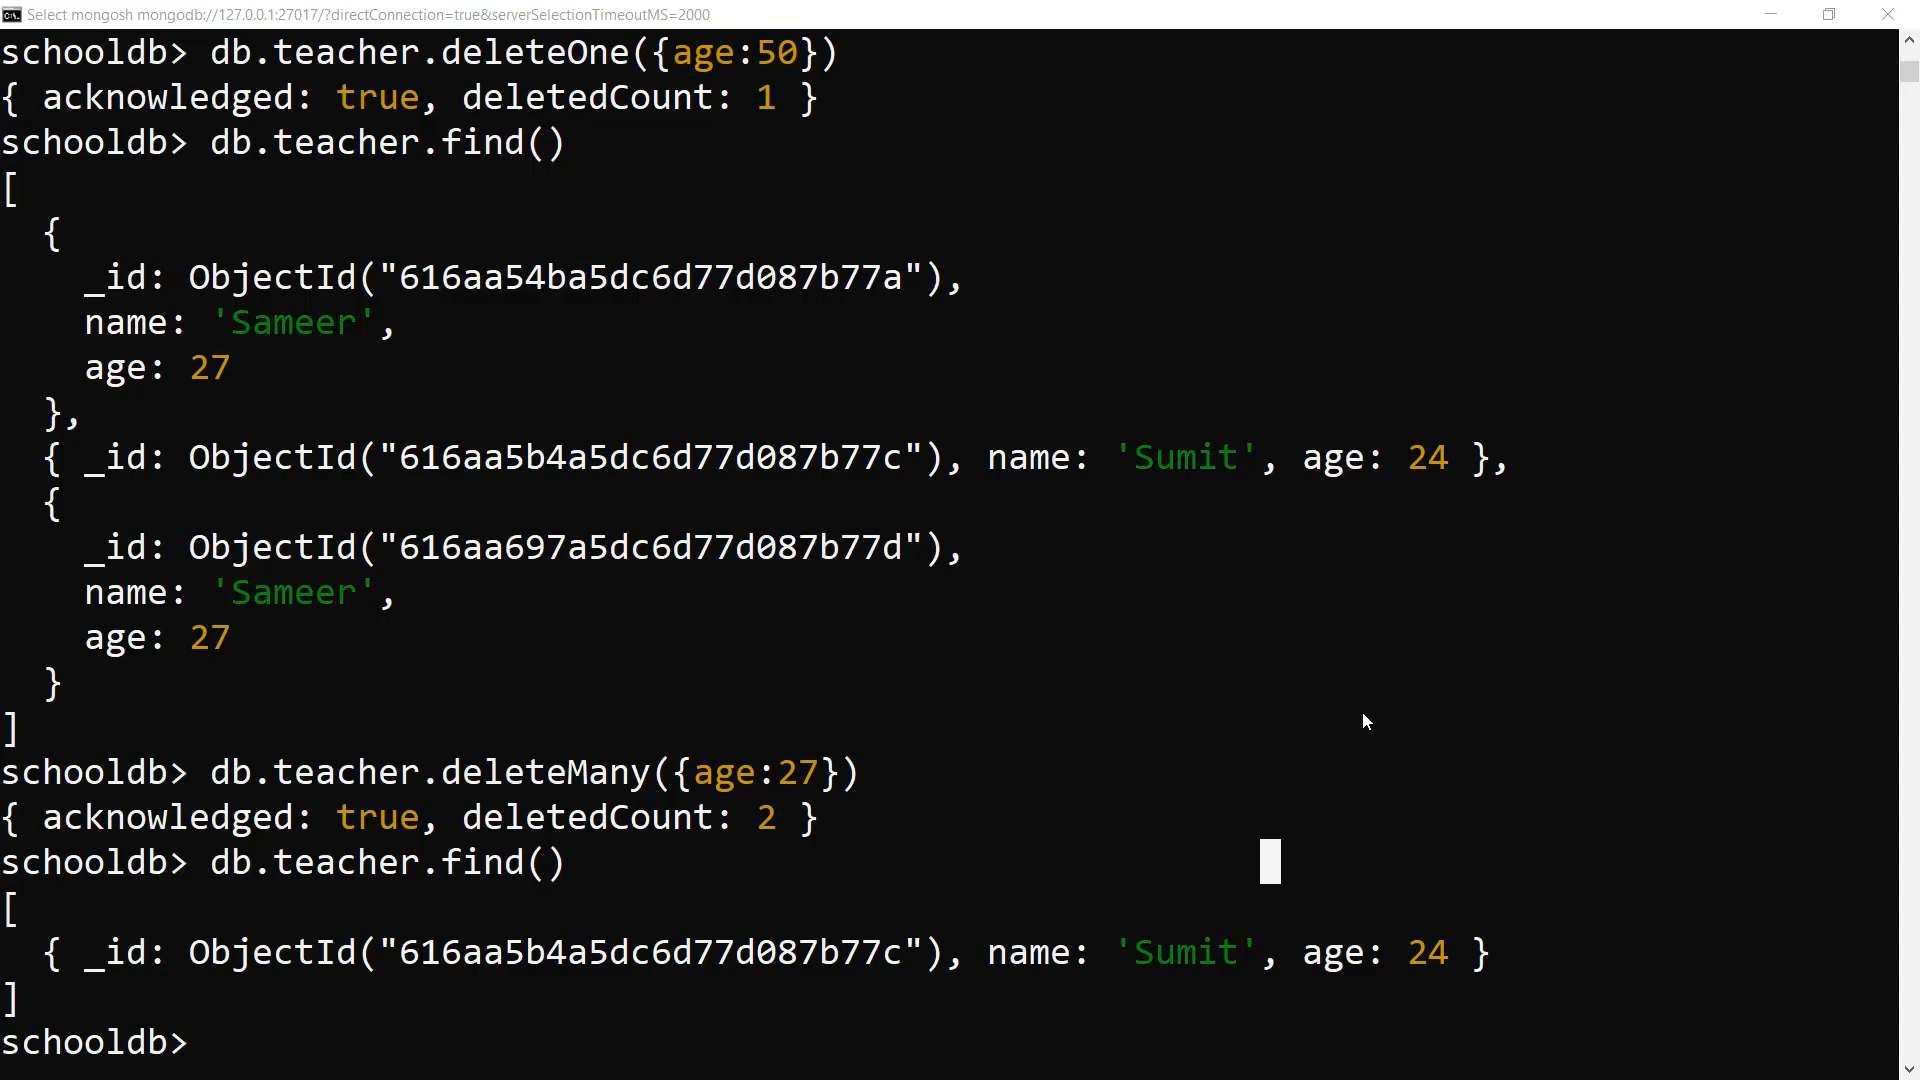 Select mongosh mongodb://127.0.0.1:27017/?directConnection=true&serverSelectionTimeoutMS=2000
schooldb> db.teacher.deleteOne({age:50})
{ acknowledged: true, deletedCount: 1 }
schooldb> db.teacher.find()
[
  {
    _id: ObjectId("616aa54ba5dc6d77d087b77a"),
    name: 'Sameer',
    age: 27
  },
  { _id: ObjectId("616aa5b4a5dc6d77d087b77c"), name: 'Sumit', age: 24 },
  {
    _id: ObjectId("616aa697a5dc6d77d087b77d"),
    name: 'Sameer',
    age: 27
  }
]
schooldb> db.teacher.deleteMany({age:27})
{ acknowledged: true, deletedCount: 2 }
schooldb> db.teacher.find()
[
  { _id: ObjectId("616aa5b4a5dc6d77d087b77c"), name: 'Sumit', age: 24 }
]
schooldb>